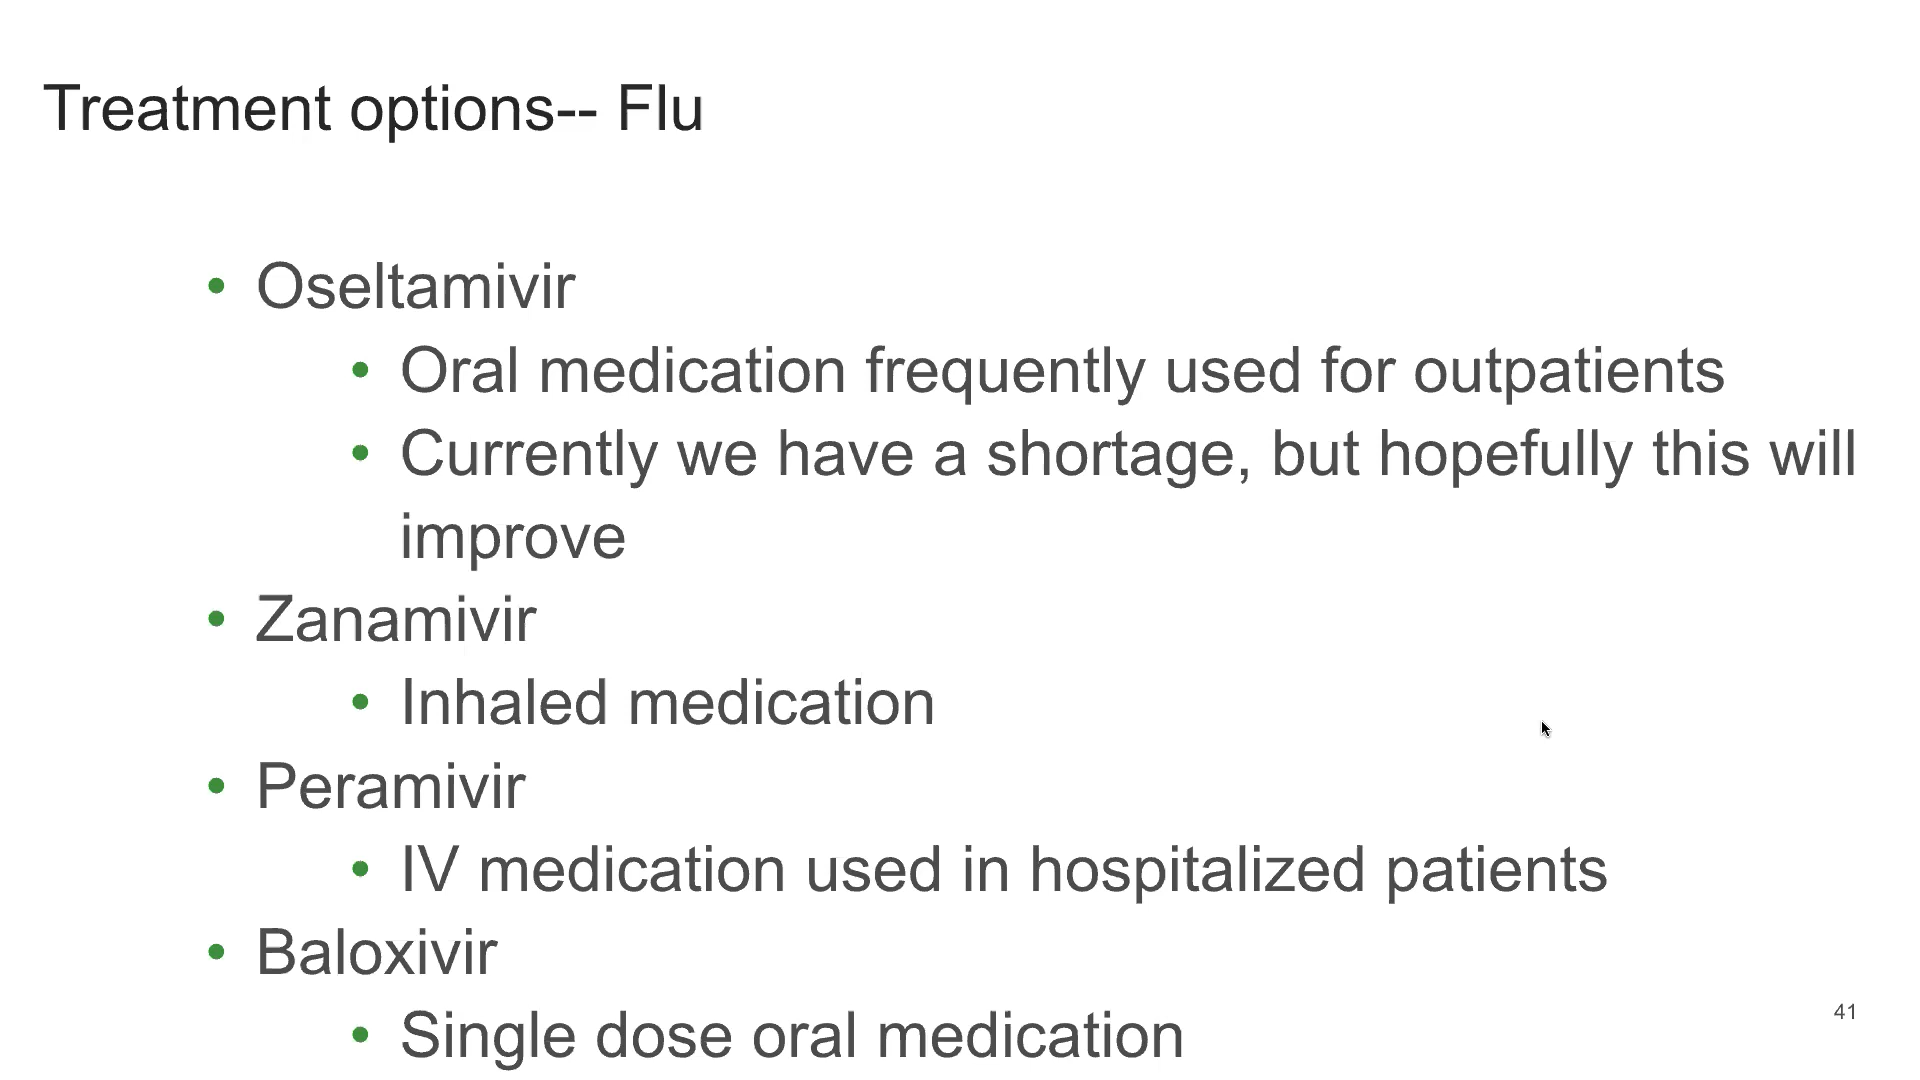 Treatment options-- Flu
• Oseltamivir
• Oral medication frequently used for outpatients
• Currently we have a shortage, but hopefully this will
improve
• Zanamivir
• Inhaled medication
• Peramivir
• IV medication used in hospitalized patients
• Baloxivir
• Single dose oral medication
41